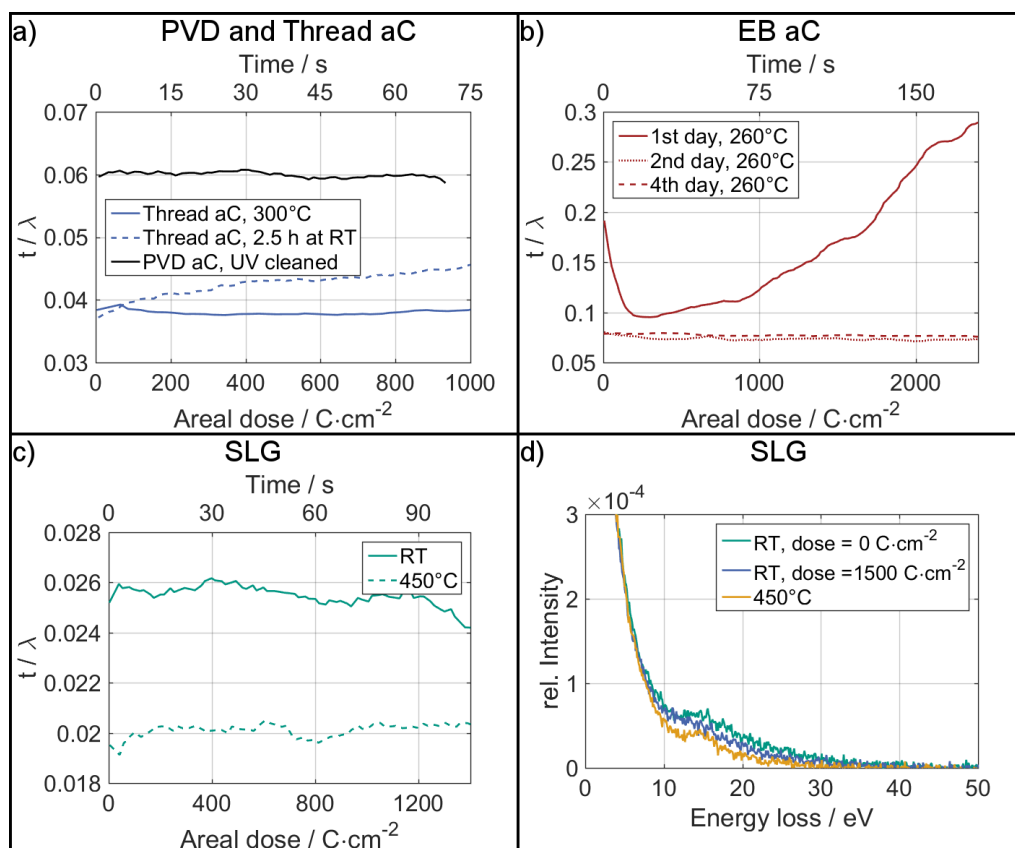 a)
PVD and Thread aC
Time / s
0 15 30 45 60 75
0.07
0.06
0.05
0.04
0.03
t / λ
Thread aC, 300°C
Thread aC, 2.5 h at RT
PVD aC, UV cleaned
0 200 400 600 800 1000
Areal dose / C·cm⁻²
b)
EB aC
Time / s
0 75 150
0.3
0.25
0.2
0.15
0.1
0.05
t / λ
1st day, 260°C
2nd day, 260°C
4th day, 260°C
0 1000 2000
Areal dose / C·cm⁻²
c)
SLG
Time / s
0 30 60 90
0.028
0.026
0.024
0.022
0.02
0.018
t / λ
RT
450°C
0 400 800 1200
Areal dose / C·cm⁻²
d)
SLG
×10⁻⁴
3
2
1
0
rel. Intensity
RT, dose = 0 C·cm⁻²
RT, dose =1500 C·cm⁻²
450°C
0 10 20 30 40 50
Energy loss / eV